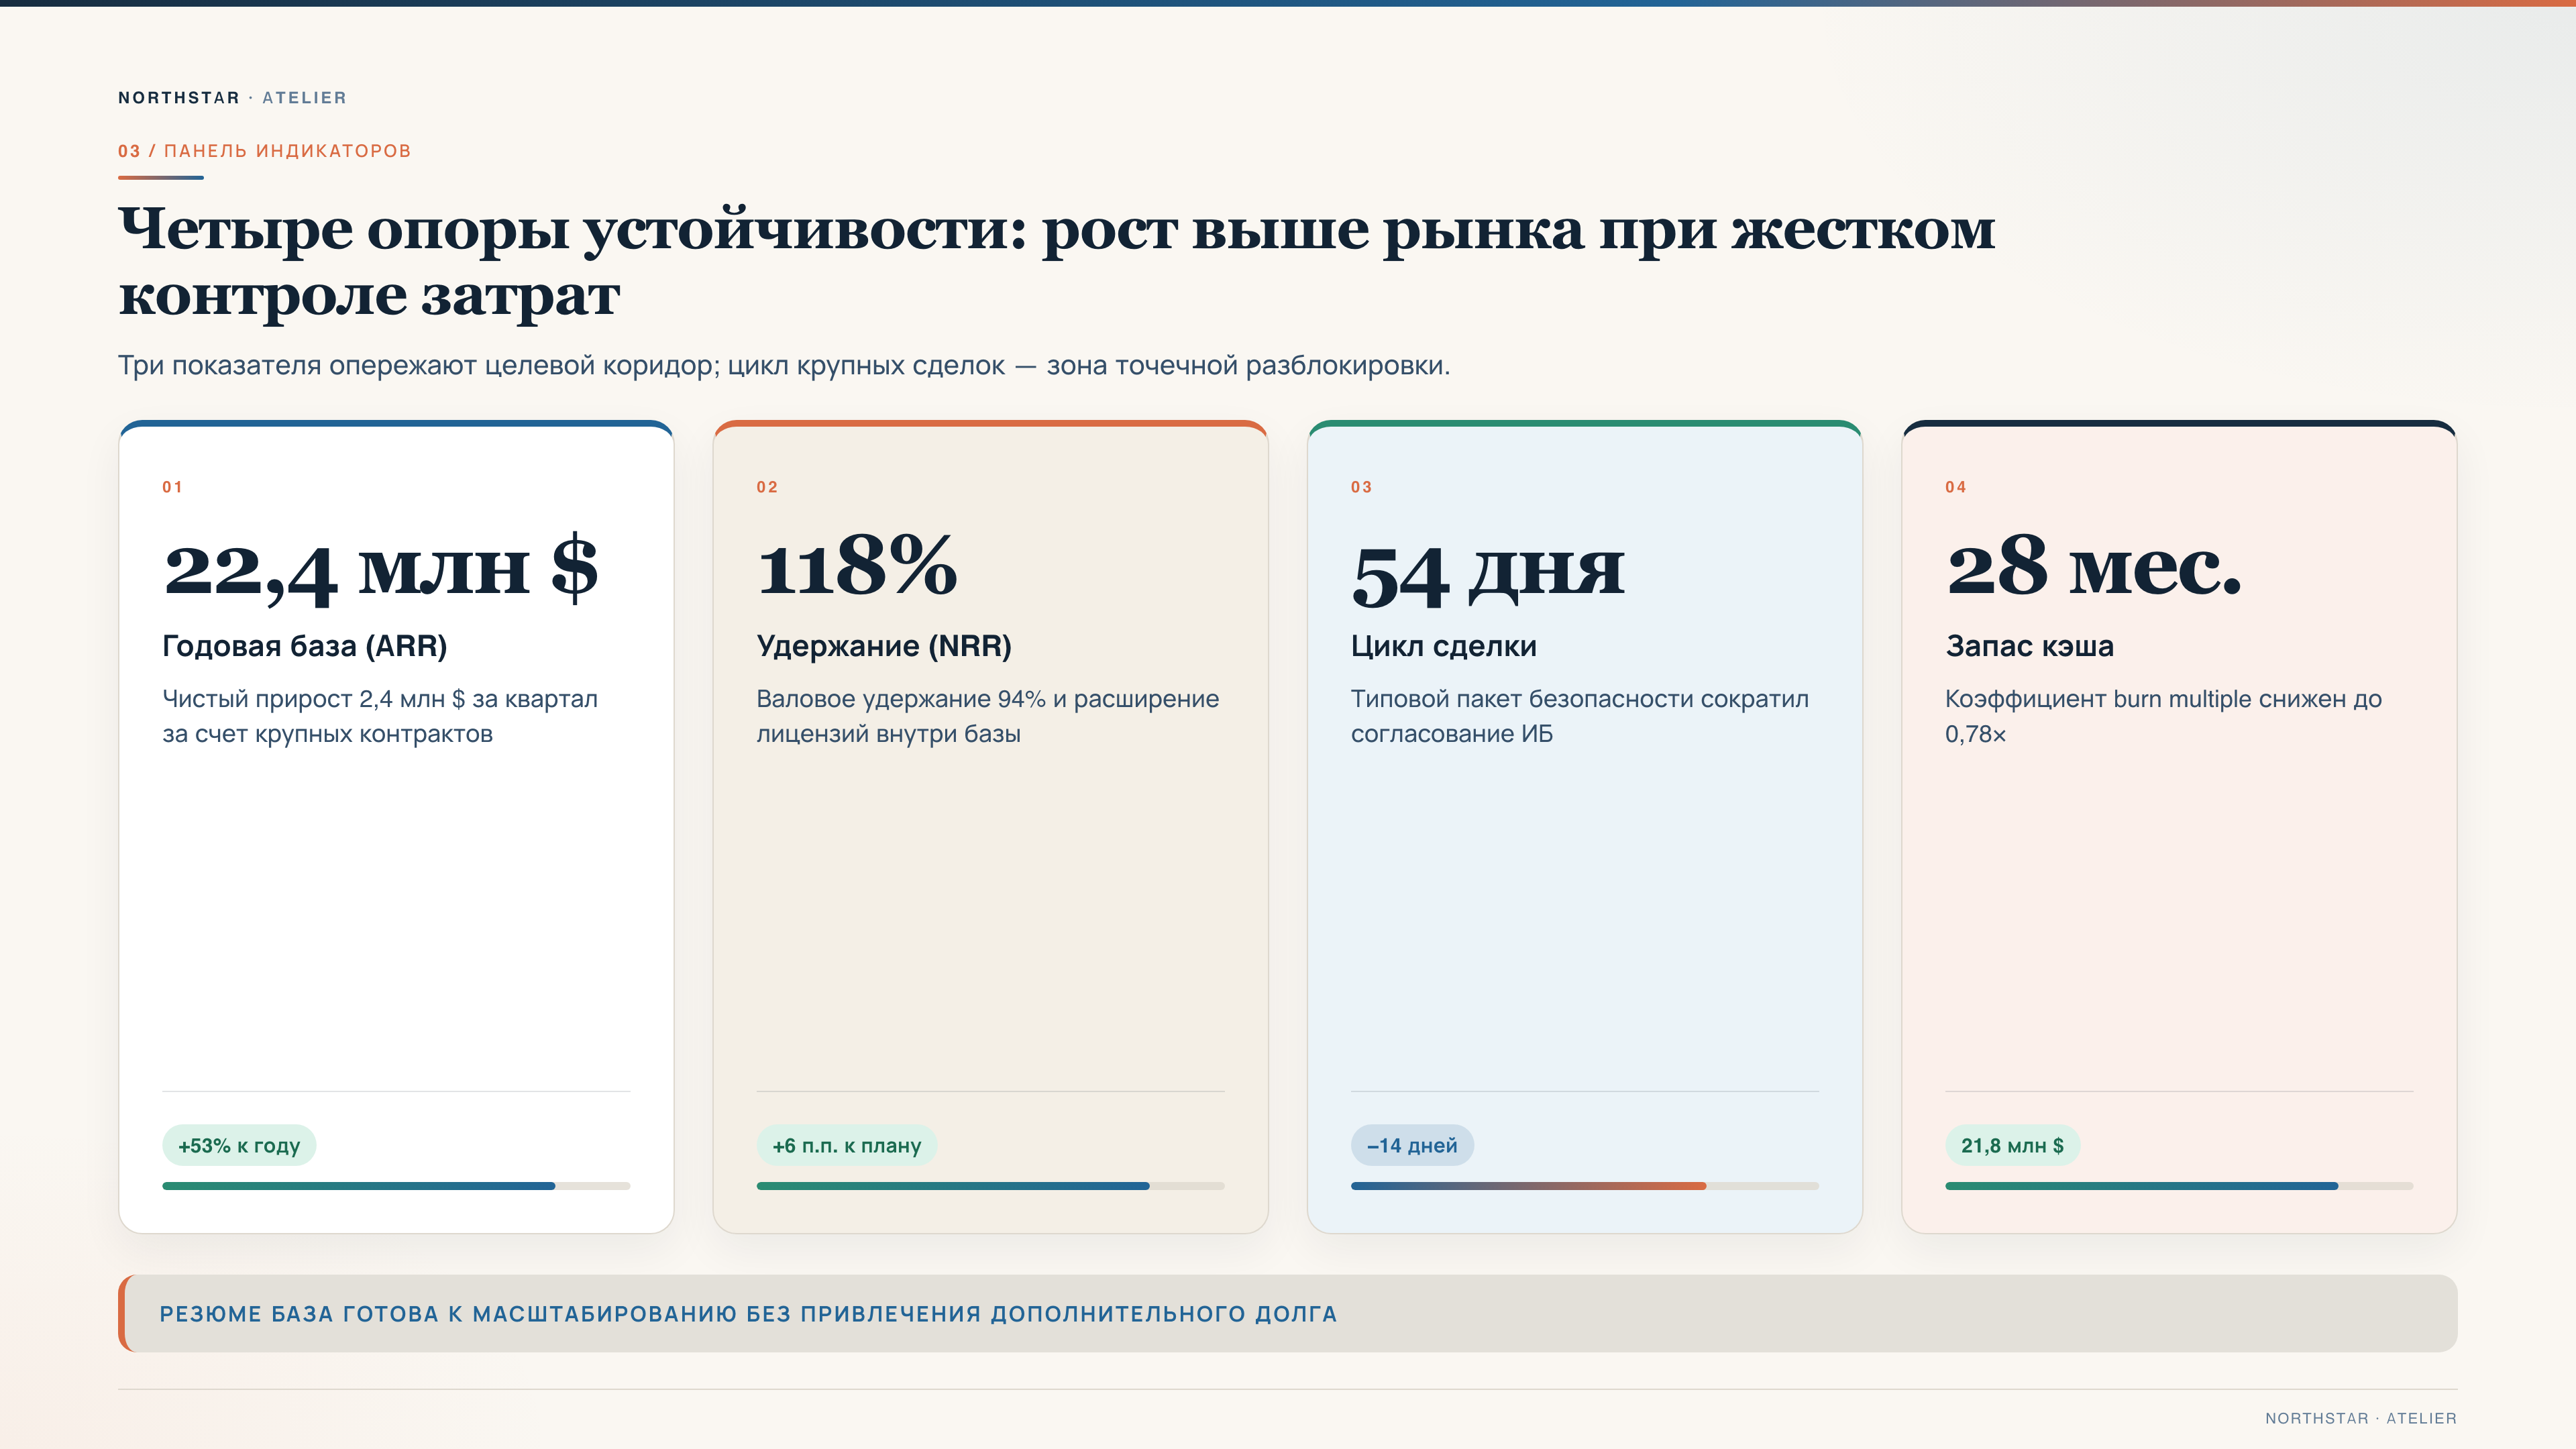 NORTHSTAR · ATELIER
03 / ПАНЕЛЬ ИНДИКАТОРОВ
Четыре опоры устойчивости: рост выше рынка при жестком
контроле затрат
Три показателя опережают целевой коридор; цикл крупных сделок — зона точечной разблокировки.
01
22,4 млн $
Годовая база (ARR)
Чистый прирост 2,4 млн $ за квартал
за счет крупных контрактов
+53% к году
02
118%
Удержание (NRR)
Валовое удержание 94% и расширение
лицензий внутри базы
+6 п.п. к плану
03
54 дня
Цикл сделки
Типовой пакет безопасности сократил
согласование ИБ
−14 дней
04
28 мес.
Запас кэша
Коэффициент burn multiple снижен до
0,78×
21,8 млн $
РЕЗЮМЕ БАЗА ГОТОВА К МАСШТАБИРОВАНИЮ БЕЗ ПРИВЛЕЧЕНИЯ ДОПОЛНИТЕЛЬНОГО ДОЛГА
NORTHSTAR · ATELIER